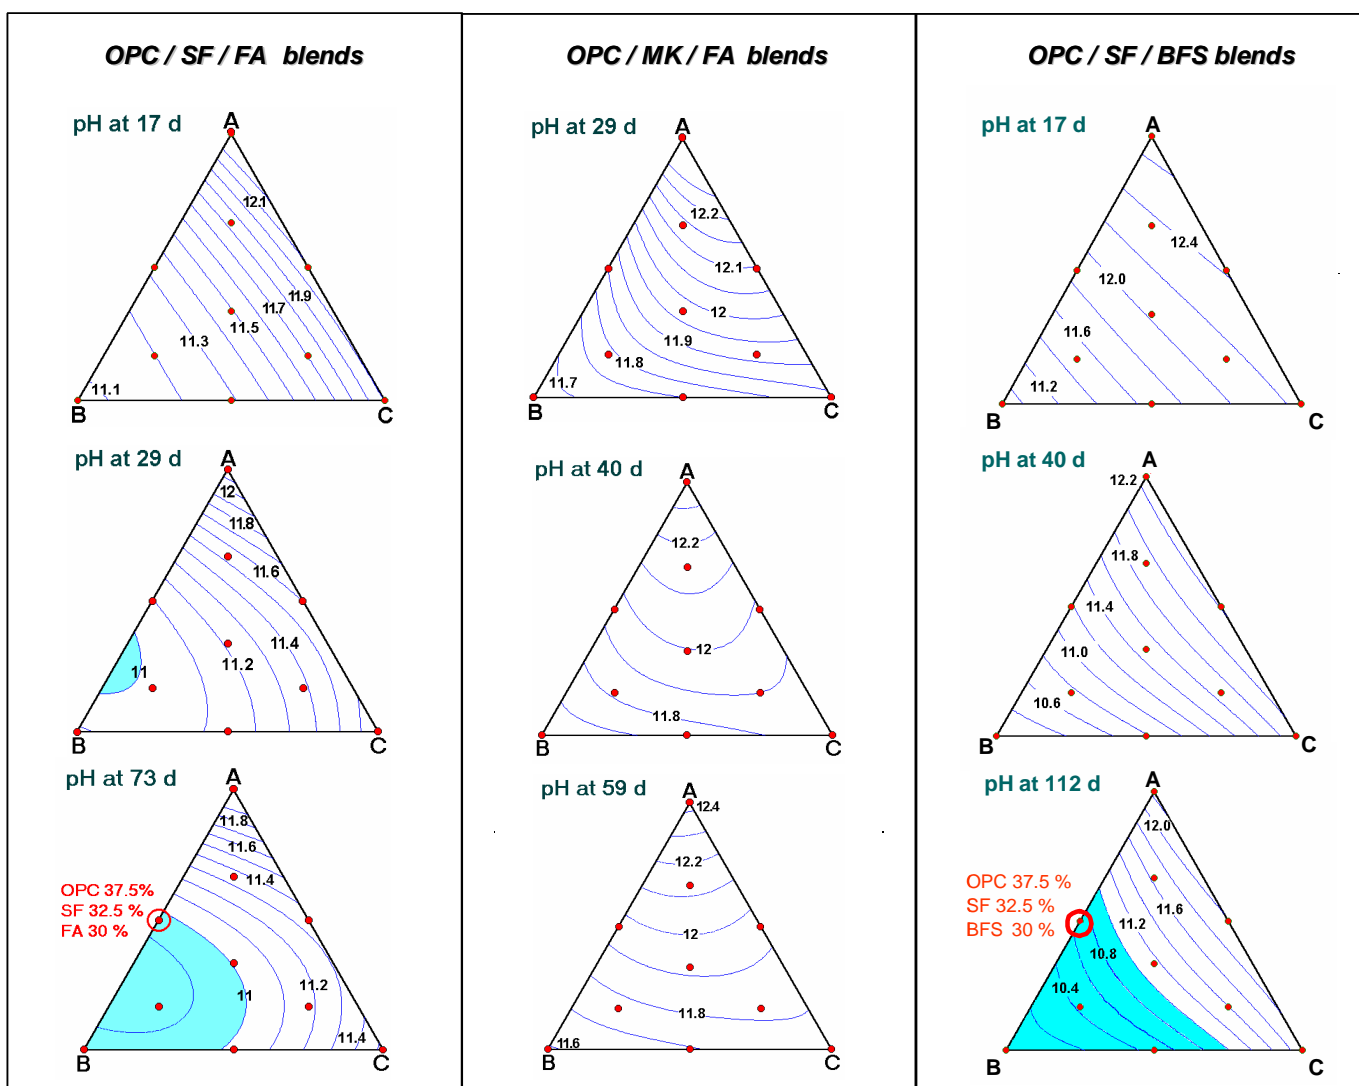 OPC / SF / FA blends
pH at 17 d
A
12.1
11.9
11.7
11.5
11.3
11.1
B
C
pH at 29 d
A
12
11.8
11.6
11.4
11.2
11
B
C
pH at 73 d
A
11.8
11.6
11.4
OPC 37.5%
SF 32.5 %
FA 30 %
11.2
11
11.4
B
C
OPC / MK / FA blends
pH at 29 d
A
12.2
12.1
12
11.9
11.8
11.7
B
C
pH at 40 d
A
12.2
12
11.8
B
C
pH at 59 d
A
12.4
12.2
12
11.8
11.6
B
C
OPC / SF / BFS blends
pH at 17 d
A
12.4
12.0
11.6
11.2
B
C
pH at 40 d
A
12.2
11.8
11.4
11.0
10.6
B
C
pH at 112 d
A
12.0
OPC 37.5 %
SF 32.5 %
BFS 30 %
11.6
11.2
10.8
10.4
B
C